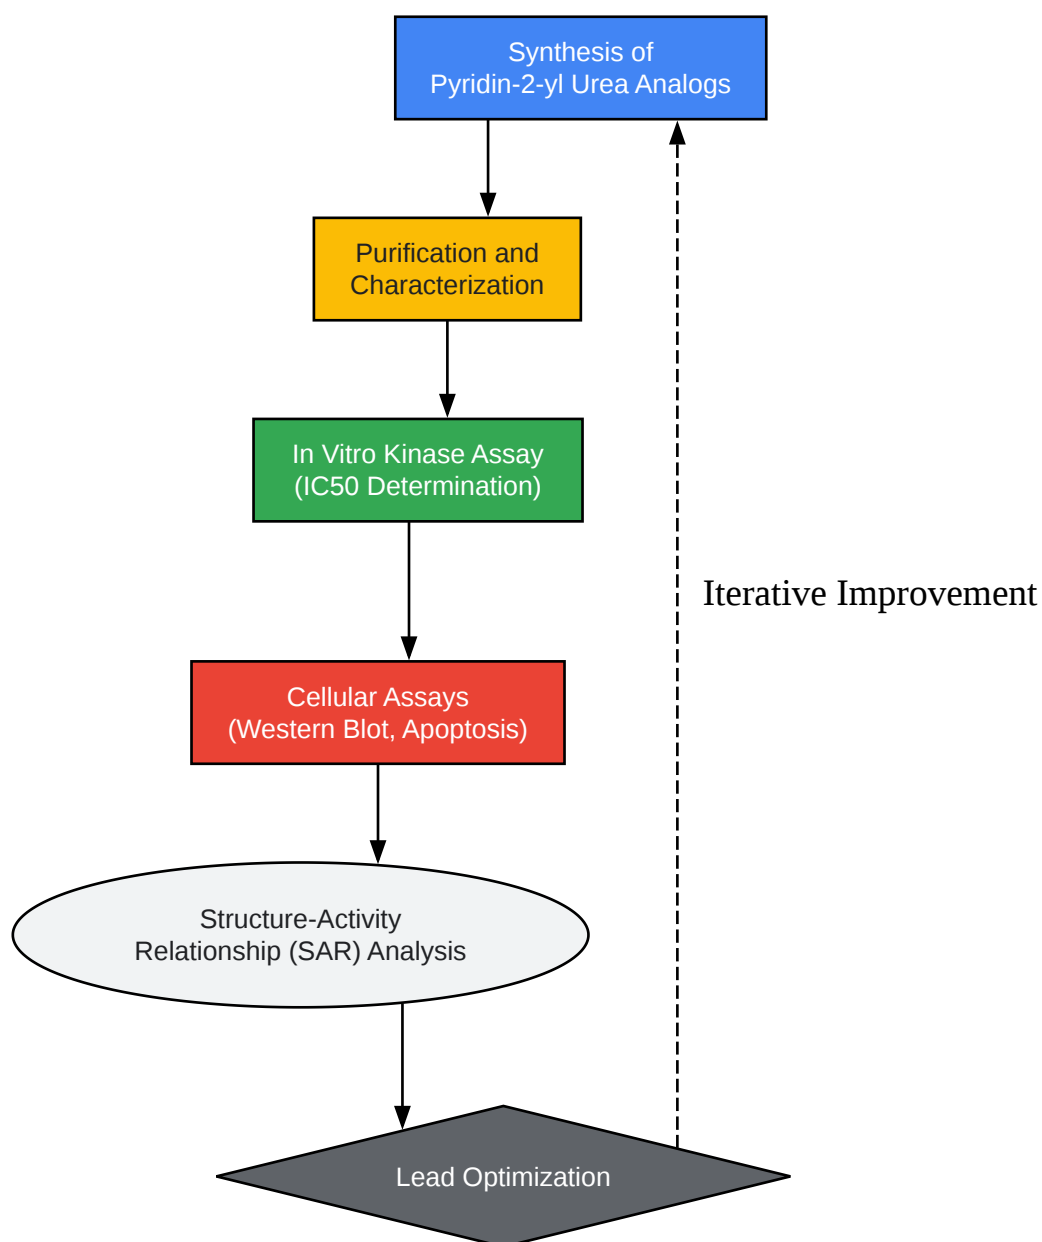 Synthesis of
Pyridin-2-yl Urea Analogs
Purification and
Characterization
In Vitro Kinase Assay
(IC50 Determination)
Iterative Improvement
Cellular Assays
(Western Blot, Apoptosis)
Structure-Activity
Relationship (SAR) Analysis
Lead Optimization